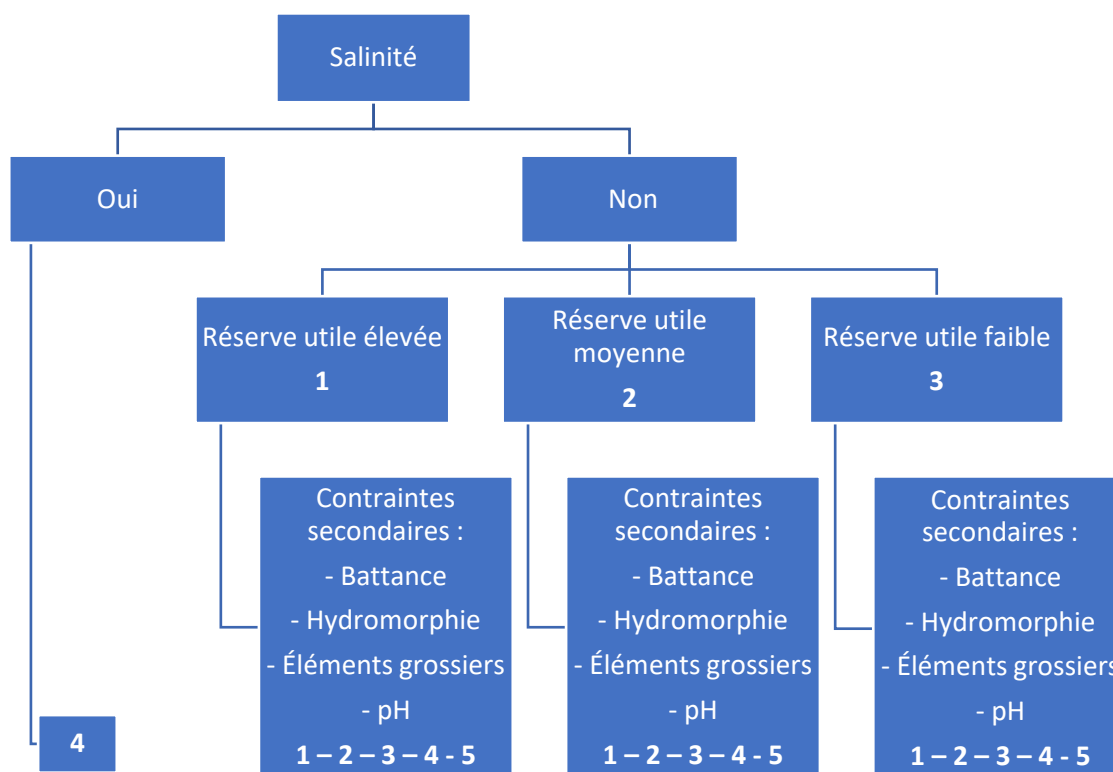 Salinité
Oui
Non
Réserve utile élevée
1
Réserve utile
moyenne
2
Réserve utile faible
3
Contraintes
secondaires :
- Battance
- Hydromorphie
- Éléments grossiers
- pH
1 – 2 – 3 – 4 - 5
Contraintes
secondaires :
- Battance
- Hydromorphie
- Éléments grossiers
- pH
1 – 2 – 3 – 4 - 5
Contraintes
secondaires :
- Battance
- Hydromorphie
- Éléments grossiers
- pH
1 – 2 – 3 – 4 - 5
4